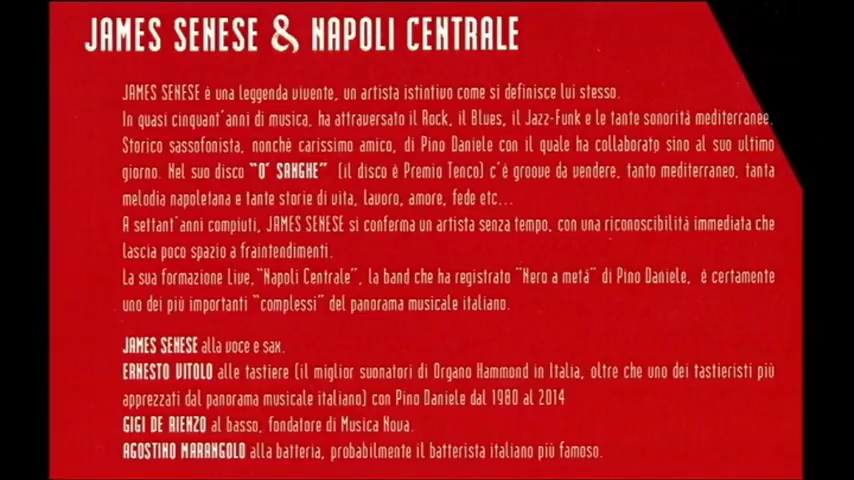 JAMES SENESE & NAPOLI CENTRALE
JAMES SENESE è una leggenda vivente, un artista istintivo come si definisce lui stesso.
In quasi cinquant'anni di musica, ha attraversato il Rock, il Blues, il Jazz-Funk e le tante sonorità mediterranee.
Storico sassofonista, nonchè carissimo amico, di Pino Daniele con il quale ha collaborato sino al suo ultimo
giorno. Nel suo disco "O' SANGHE" (il disco è Premio Tenco) c'è groove da vendere, tanto mediterraneo, tanta
melodia napoletana e tante storie di vita, lavoro, amore, fede etc...
A settant'anni compiuti, JAMES SENESE si conferma un artista senza tempo, con una riconoscibilità immediata che
lascia poco spazio a fraintendimenti.
La sua formazione Live,"Napoli Centrale", la band che ha registrato "Nero a metà" di Pino Daniele, è certamente
uno dei più importanti "complessi" del panorama musicale italiano.
JAMES SENESE alla voce e sax.
ERNESTO VITOLO alle tastiere (il miglior suonatori di Organo Hammond in Italia, oltre che uno dei tastieristi più
apprezzati dal panorama musicale italiano) con Pino Daniele dal 1980 al 2014
GIGI DE RIENZO al basso, fondatore di Musica Nova.
AGOSTINO MARANGOLO alla batteria, probabilmente il batterista italiano più famoso.